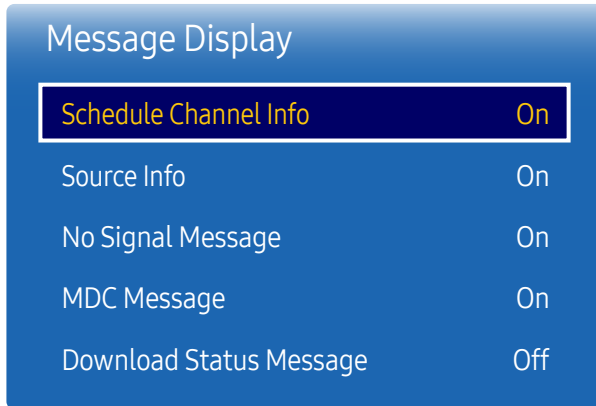 Message Display
Schedule Channel Info On
Source Info On
No Signal Message On
MDC Message On
Download Status Message Off